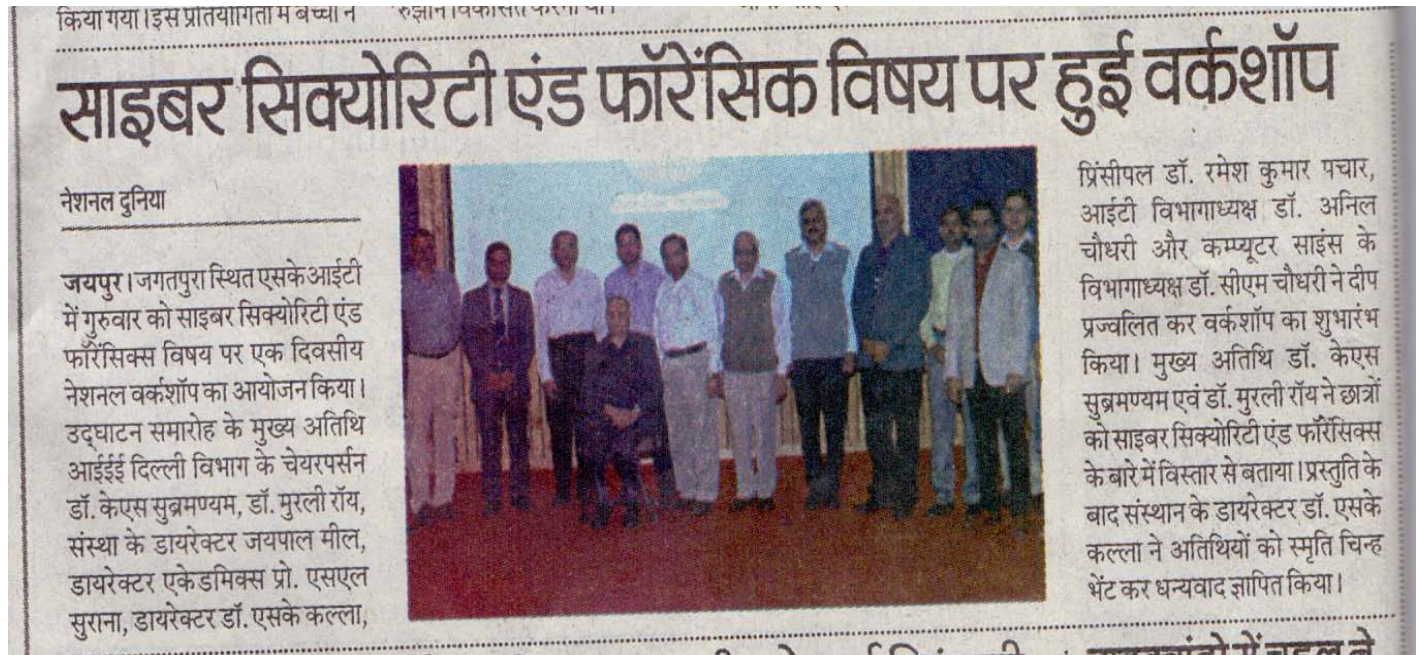 किया गया। इस प्रतियोगिता में बच्चों ने
साइबर सिक्योरिटी एंड फॉरेंसिक विषय पर हुई वर्कशॉप
नेशनल दुनिया
जयपुर। जगतपुरा स्थित एसकेआईटी
में गुरुवार को साइबर सिक्योरिटी एंड
फॉरेंसिक्स विषय पर एक दिवसीय
नेशनल वर्कशॉप का आयोजन किया।
उद्घाटन समारोह के मुख्य अतिथि
आईईई दिल्ली विभाग के चेयरपर्सन
डॉ. केएस सुब्रमण्यम, डॉ. मुरली रॉय,
संस्था के डायरेक्टर जयपाल मील,
डायरेक्टर एकेडमिक्स प्रो. एसएल
सुराना, डायरेक्टर डॉ. एसके कल्ला,
प्रिंसीपल डॉ. रमेश कुमार पचार,
आईटी विभागाध्यक्ष डॉ. अनिल
चौधरी और कम्प्यूटर साइंस के
विभागाध्यक्ष डॉ. सीएम चौधरी ने दीप
प्रज्वलित कर वर्कशॉप का शुभारंभ
किया। मुख्य अतिथि डॉ. केएस
सुब्रमण्यम एवं डॉ. मुरली रॉय ने छात्रों
को साइबर सिक्योरिटी एंड फॉरेंसिक्स
के बारे में विस्तार से बताया। प्रस्तुति के
बाद संस्थान के डायरेक्टर डॉ. एसके
कल्ला ने अतिथियों को स्मृति चिन्ह
भेंट कर धन्यवाद ज्ञापित किया।